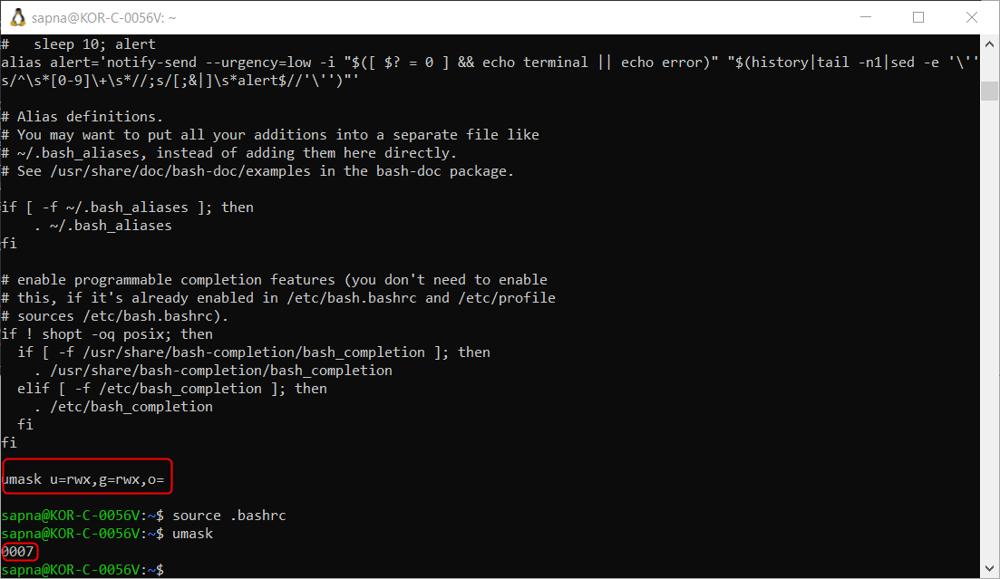 sapna@KOR-C-0056V: ~
#   sleep 10; alert
alias alert='notify-send --urgency=low -i "$([ $? = 0 ] && echo terminal || echo error)" "$(history|tail -n1|sed -e '\''
s/^\s*[0-9]\+\s*//;s/[;&|]\s*alert$//'\'')"'
# Alias definitions.
# You may want to put all your additions into a separate file like
# ~/.bash_aliases, instead of adding them here directly.
# See /usr/share/doc/bash-doc/examples in the bash-doc package.
if [ -f ~/.bash_aliases ]; then
    . ~/.bash_aliases
fi
# enable programmable completion features (you don't need to enable
# this, if it's already enabled in /etc/bash.bashrc and /etc/profile
# sources /etc/bash.bashrc).
if ! shopt -oq posix; then
  if [ -f /usr/share/bash-completion/bash_completion ]; then
    . /usr/share/bash-completion/bash_completion
  elif [ -f /etc/bash_completion ]; then
    . /etc/bash_completion
  fi
fi
umask u=rwx,g=rwx,o=
sapna@KOR-C-0056V:~$ source .bashrc
sapna@KOR-C-0056V:~$ umask
0007
sapna@KOR-C-0056V:~$